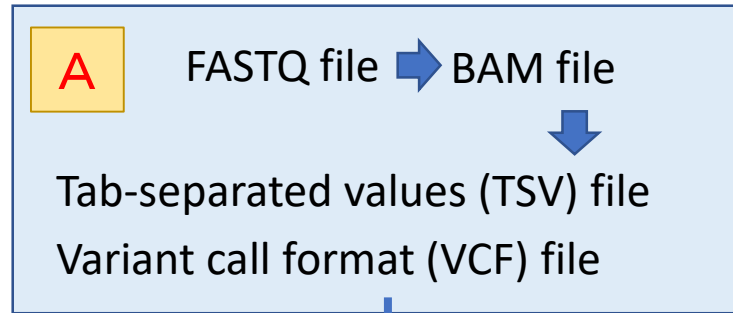 A
FASTQ file BAM file
Tab-separated values (TSV) file
Variant call format (VCF) file